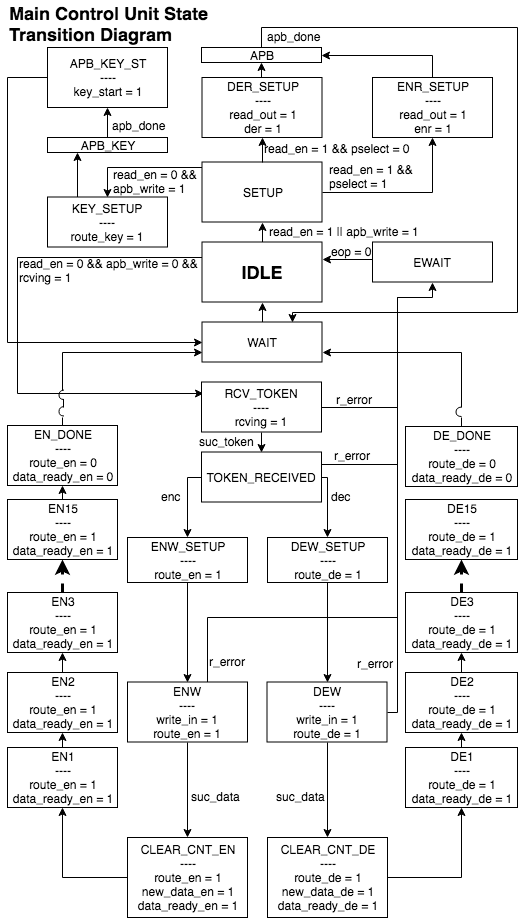 Main Control Unit State
Transition Diagram
apb_done
APB
APB_KEY_ST
----
key_start = 1
DER_SETUP
----
read_out = 1
der = 1
ENR_SETUP
----
read_out = 1
enr = 1
apb_done
APB_KEY
read_en = 1 && pselect = 0
read_en = 0 &&
apb_write = 1
SETUP
read_en = 1 &&
pselect = 1
KEY_SETUP
----
route_key = 1
read_en = 1 || apb_write = 1
read_en = 0 && apb_write = 0 &&
rcving = 1
IDLE
eop = 0
EWAIT
WAIT
RCV_TOKEN
----
rcving = 1
r_error
suc_token
EN_DONE
----
route_en = 0
data_ready_en = 0
TOKEN_RECEIVED
r_error
DE_DONE
----
route_de = 0
data_ready_de = 0
enc
dec
EN15
----
route_en = 1
data_ready_en = 1
ENW_SETUP
----
route_en = 1
DEW_SETUP
----
route_de = 1
DE15
----
route_de = 1
data_ready_de = 1
EN3
----
route_en = 1
data_ready_en = 1
DE3
----
route_de = 1
data_ready_de = 1
r_error
r_error
EN2
----
route_en = 1
data_ready_en = 1
ENW
----
write_in = 1
route_en = 1
DEW
----
write_in = 1
route_de = 1
DE2
----
route_de = 1
data_ready_de = 1
EN1
----
route_en = 1
data_ready_en = 1
DE1
----
route_de = 1
data_ready_de = 1
suc_data
suc_data
CLEAR_CNT_EN
----
route_en = 1
new_data_en = 1
data_ready_en = 1
CLEAR_CNT_DE
----
route_de = 1
new_data_de = 1
data_ready_de = 1